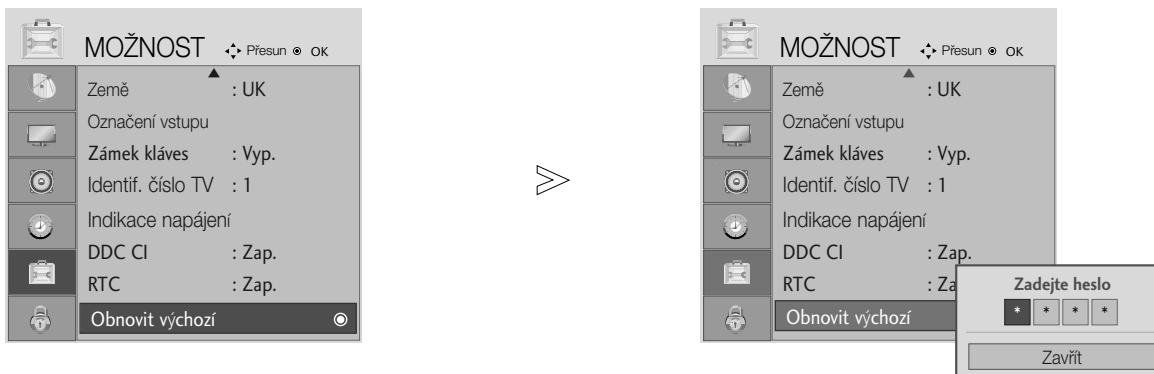 MOŽNOST Přesun OK
Země : UK
Označení vstupu
Zámek kláves : Vyp.
Identif. číslo TV : 1
Indikace napájení
DDC CI : Zap.
RTC : Zap.
Obnovit výchozí
>
MOŽNOST Přesun OK
Země : UK
Označení vstupu
Zámek kláves : Vyp.
Identif. číslo TV : 1
Indikace napájení
DDC CI : Zap.
RTC : Za
Obnovit výchozí
Zadejte heslo
* * * *
Zavřít